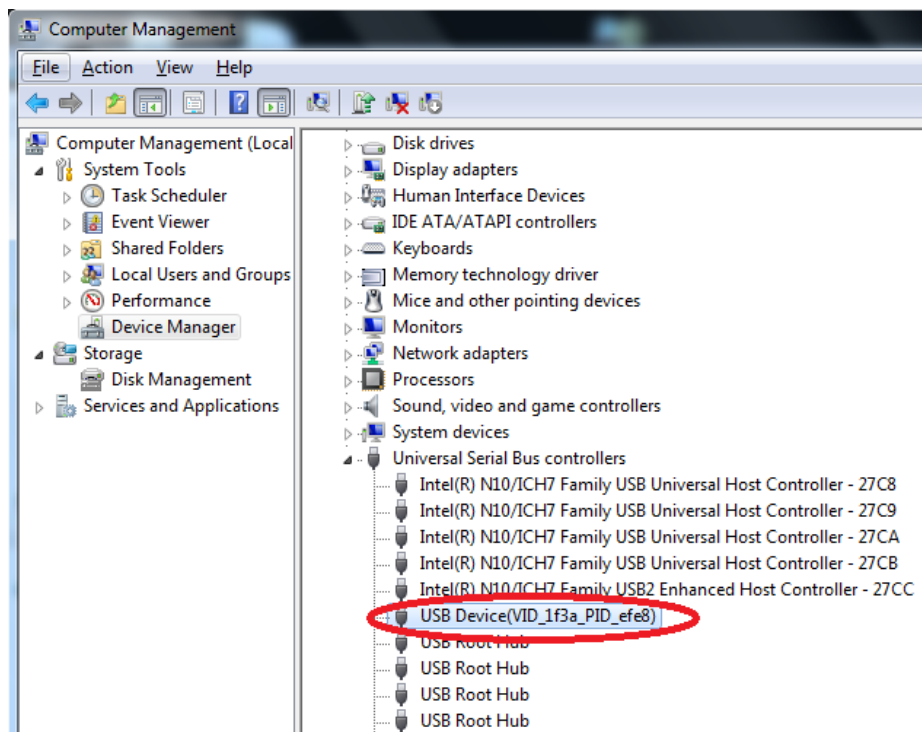 Computer Management
File Action View Help
Computer Management (Local
System Tools
Task Scheduler
Event Viewer
Shared Folders
Local Users and Groups
Performance
Device Manager
Storage
Disk Management
Services and Applications
Disk drives
Display adapters
Human Interface Devices
IDE ATA/ATAPI controllers
Keyboards
Memory technology driver
Mice and other pointing devices
Monitors
Network adapters
Processors
Sound, video and game controllers
System devices
Universal Serial Bus controllers
Intel(R) N10/ICH7 Family USB Universal Host Controller - 27C8
Intel(R) N10/ICH7 Family USB Universal Host Controller - 27C9
Intel(R) N10/ICH7 Family USB Universal Host Controller - 27CA
Intel(R) N10/ICH7 Family USB Universal Host Controller - 27CB
Intel(R) N10/ICH7 Family USB2 Enhanced Host Controller - 27CC
USB Device(VID_1f3a_PID_efe8)
USB Root Hub
USB Root Hub
USB Root Hub
USB Root Hub